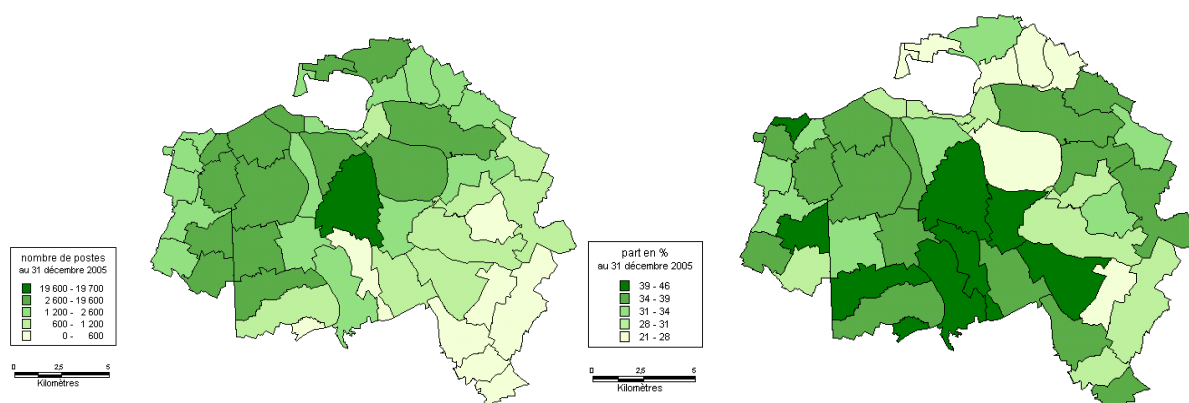 nombre de postes
au 31 décembre 2005
19 600 - 19 700
2 600 - 19 600
1 200 - 2 600
600 - 1 200
0 - 600
0 2,5 5
Kilomètres
part en %
au 31 décembre 2005
39 - 46
34 - 39
31 - 34
28 - 31
21 - 28
0 2,5 5
Kilomètres